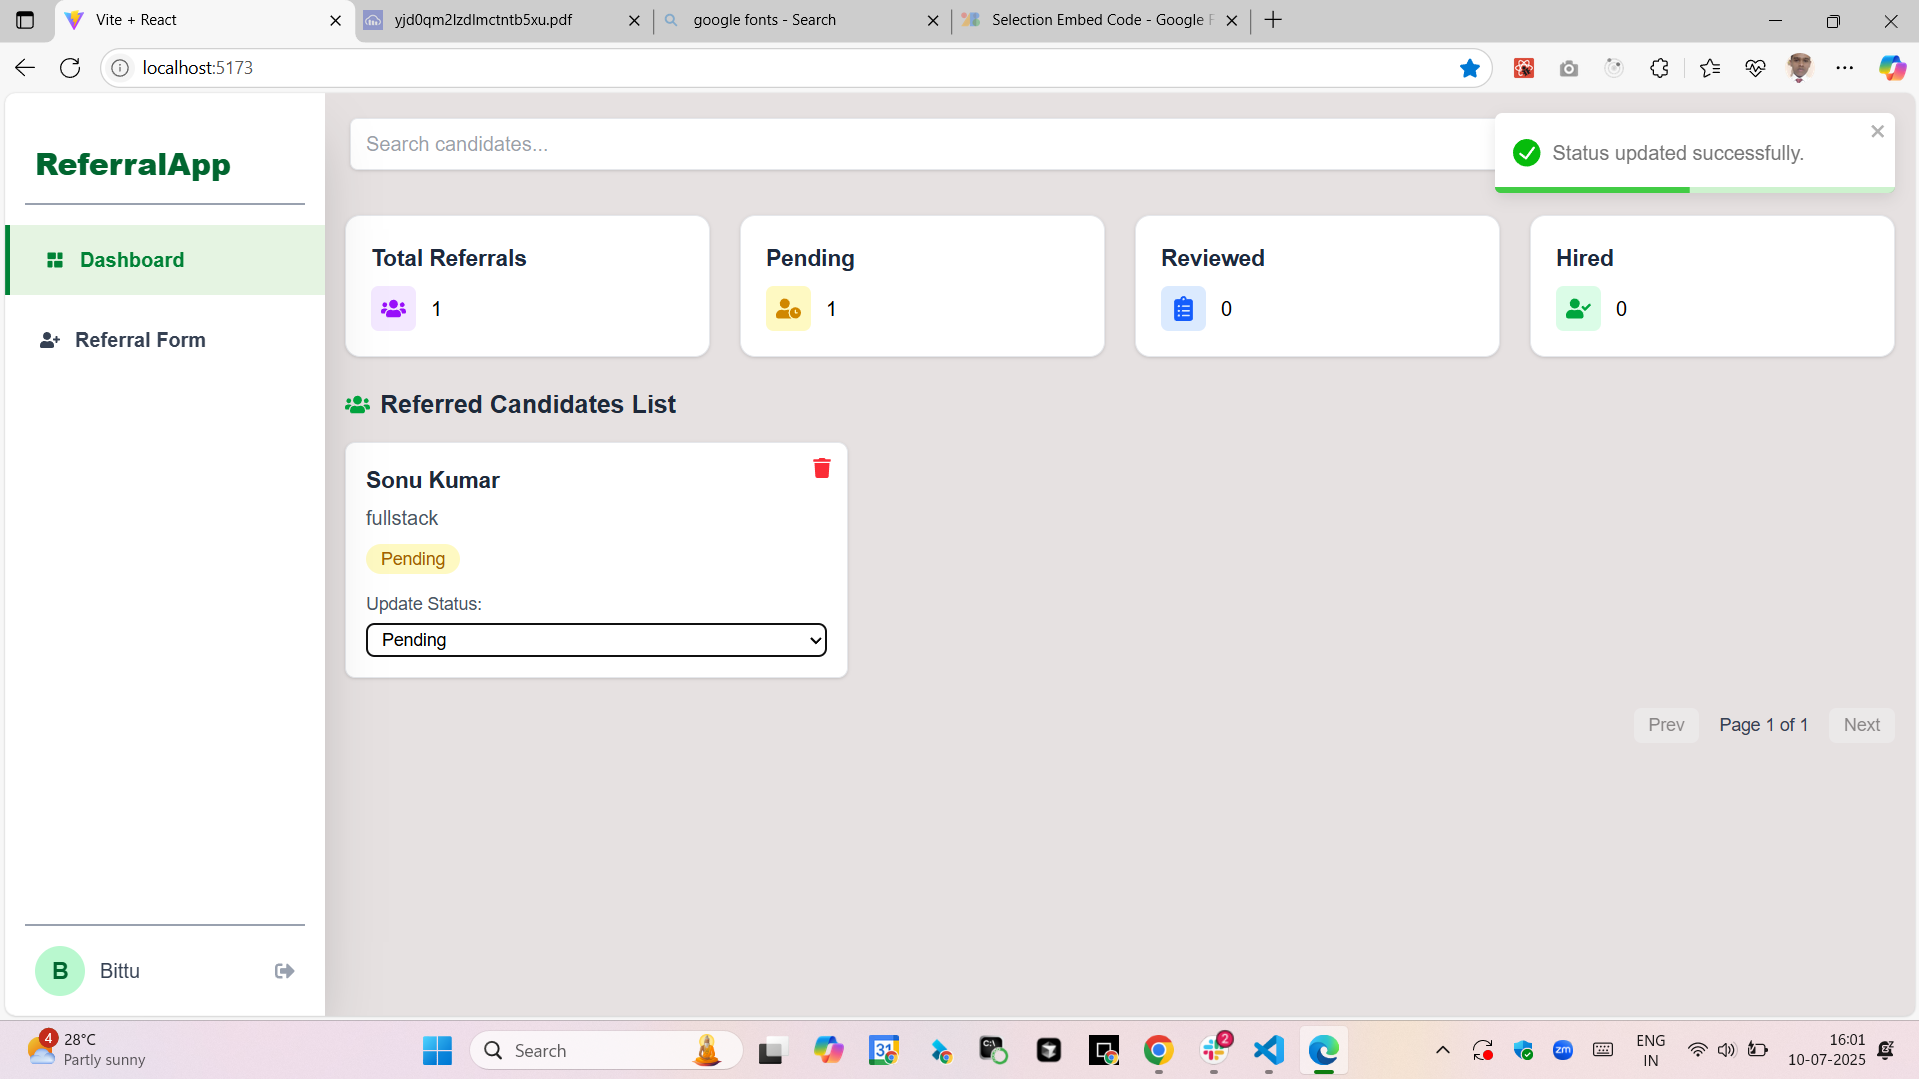 Vite + React
yjd0qm2lzdlmctntb5xu.pdf
google fonts - Search
Selection Embed Code - Google F
localhost:5173
ReferralApp
Dashboard
Referral Form
Search candidates...
Status updated successfully.
Total Referrals
1
Pending
1
Reviewed
0
Hired
0
Referred Candidates List
Sonu Kumar
fullstack
Pending
Update Status:
Pending
Prev
Page 1 of 1
Next
B
Bittu
4
28°C
Partly sunny
Search
31
C:\
2
zm
ENG
IN
16:01
10-07-2025